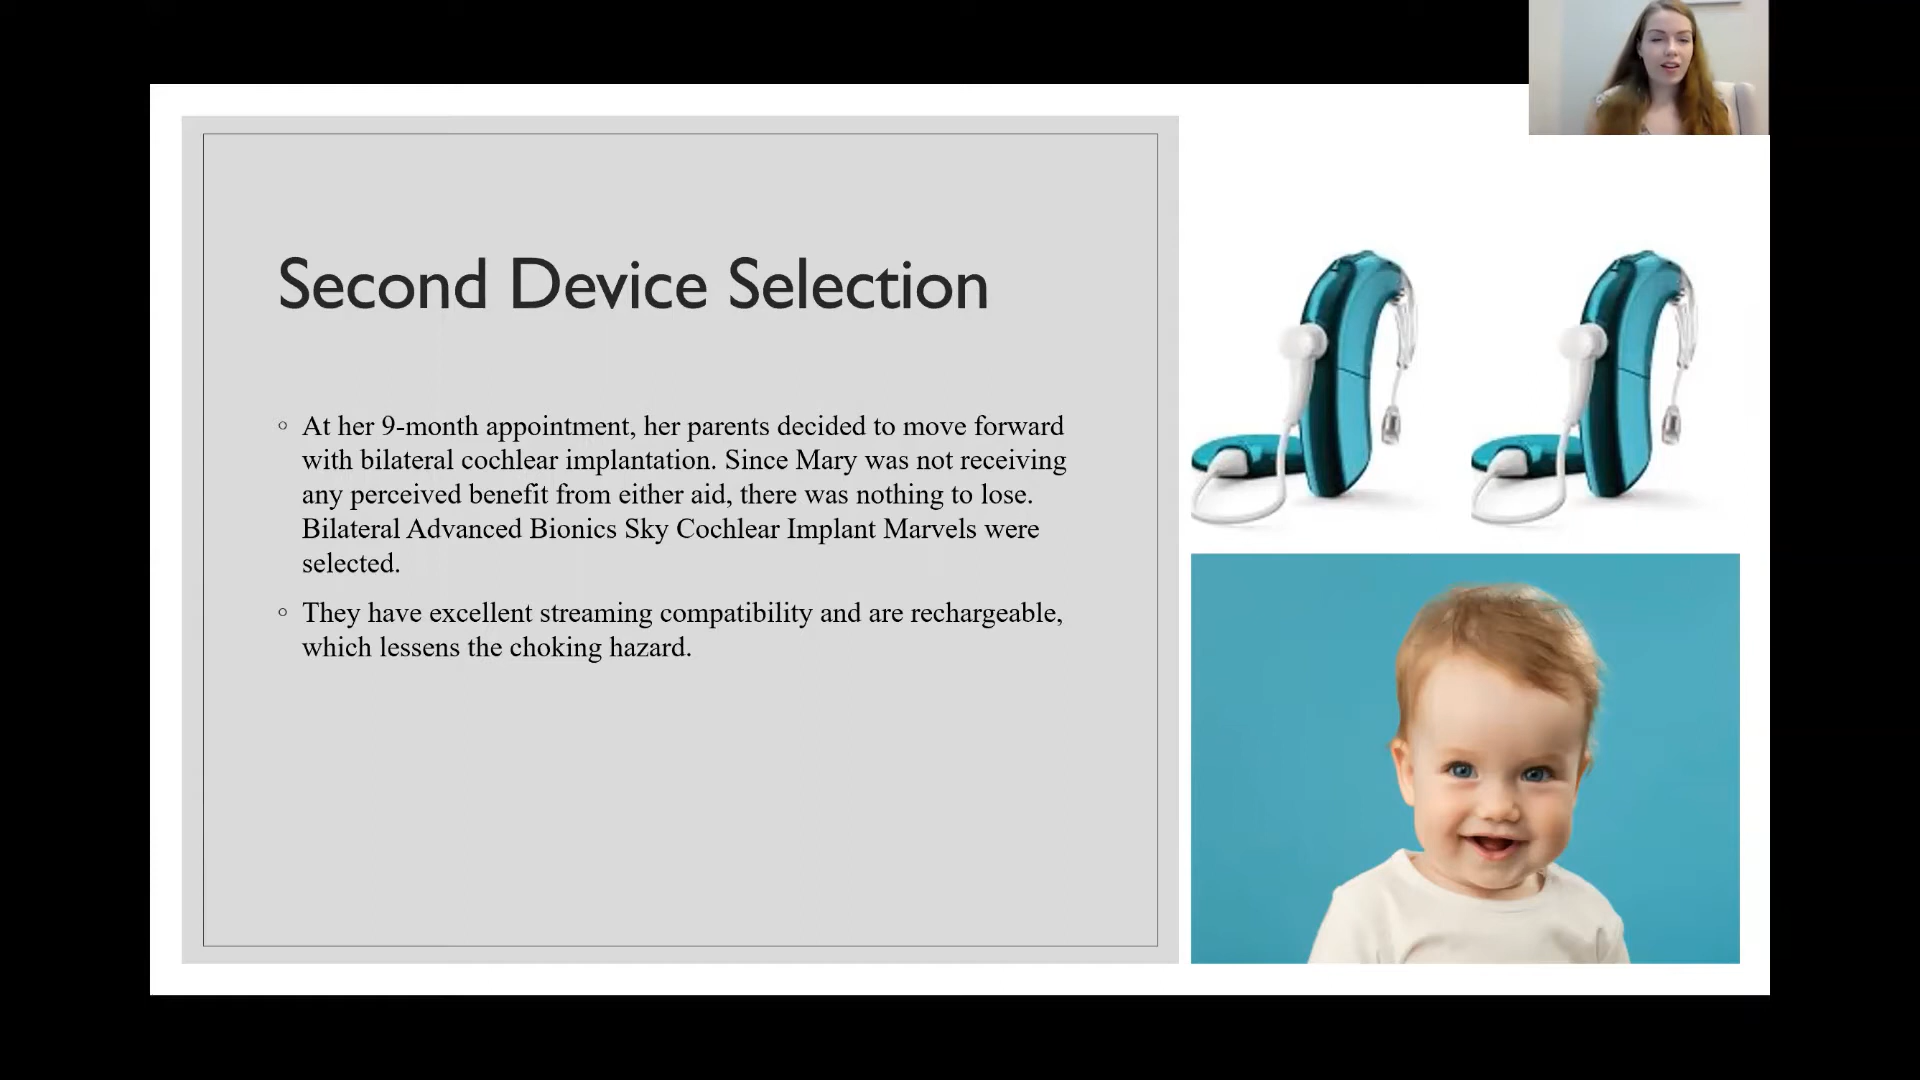 Second Device Selection
◦ At her 9-month appointment, her parents decided to move forward
with bilateral cochlear implantation. Since Mary was not receiving
any perceived benefit from either aid, there was nothing to lose.
Bilateral Advanced Bionics Sky Cochlear Implant Marvels were
selected.
◦ They have excellent streaming compatibility and are rechargeable,
which lessens the choking hazard.